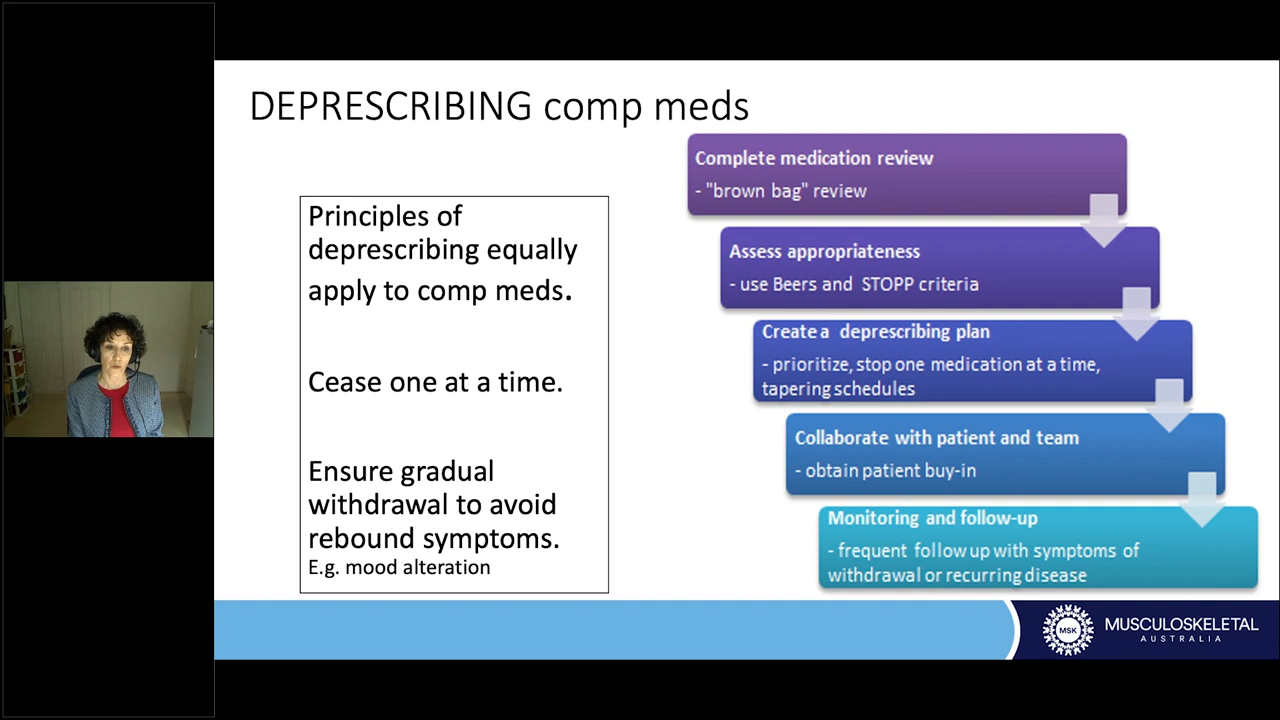 DEPRESCRIBING comp meds
Principles of
deprescribing equally
apply to comp meds.
Cease one at a time.
Ensure gradual
withdrawal to avoid
rebound symptoms.
E.g. mood alteration
Complete medication review
- "brown bag" review
Assess appropriateness
- use Beers and STOPP criteria
Create a deprescribing plan
- prioritize, stop one medication at a time,
tapering schedules
Collaborate with patient and team
- obtain patient buy-in
Monitoring and follow-up
- frequent follow up with symptoms of
withdrawal or recurring disease
MSK
MUSCULOSKELETAL
AUSTRALIA